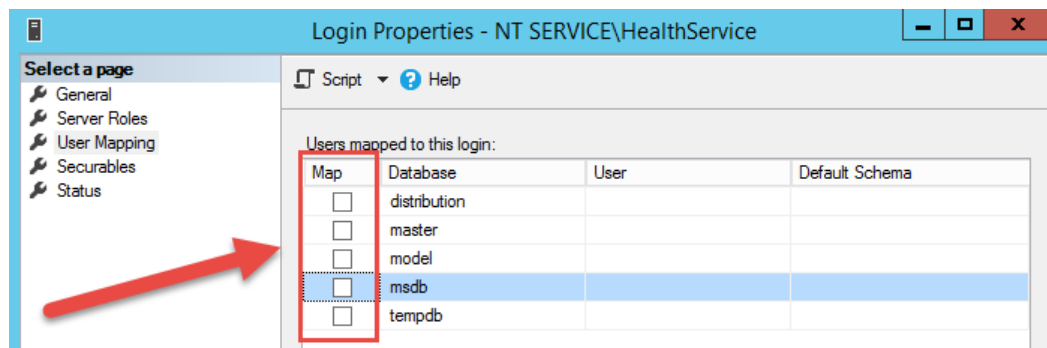 Login Properties - NT SERVICE\HealthService
Select a page
General
Server Roles
User Mapping
Securables
Status
Script Help
Users mapped to this login:
Map Database User Default Schema
distribution
master
model
msdb
tempdb